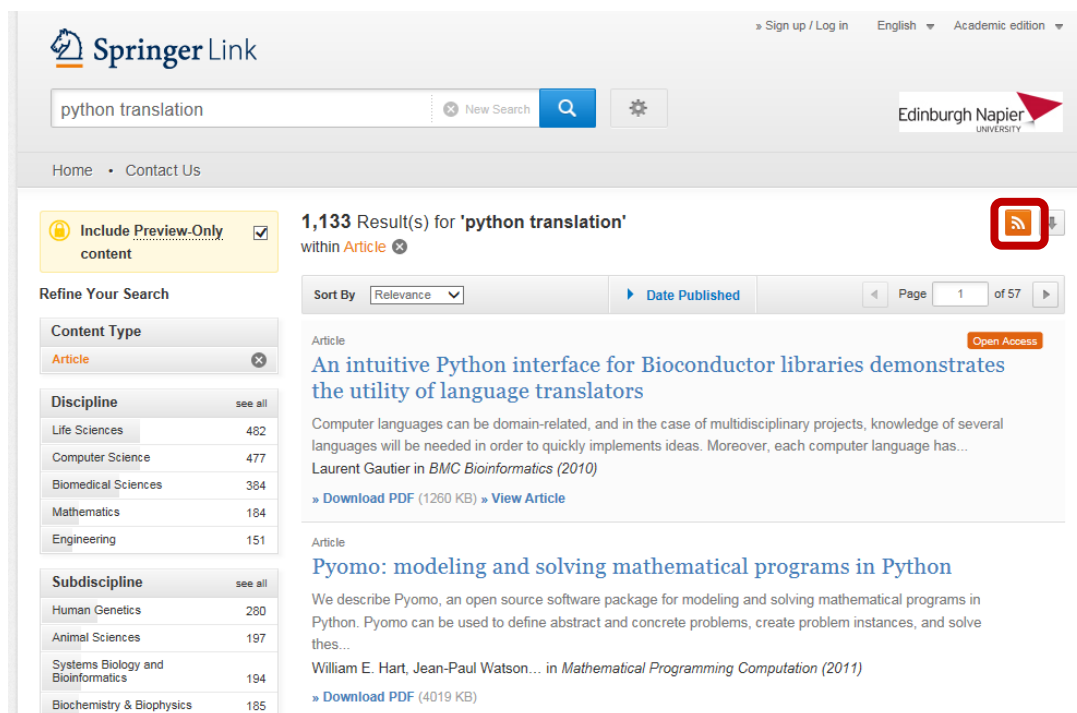 » Sign up / Log in English Academic edition
Springer Link
python translation New Search
Edinburgh Napier
UNIVERSITY
Home • Contact Us
Include Preview-Only
content
Refine Your Search
Content Type
Article
Discipline see all
Life Sciences 482
Computer Science 477
Biomedical Sciences 384
Mathematics 184
Engineering 151
Subdiscipline see all
Human Genetics 280
Animal Sciences 197
Systems Biology and
Bioinformatics 194
Biochemistry & Biophysics 185
1,133 Result(s) for 'python translation'
within Article
Sort By Relevance Date Published Page 1 of 57
Article
Open Access
An intuitive Python interface for Bioconductor libraries demonstrates
the utility of language translators
Computer languages can be domain-related, and in the case of multidisciplinary projects, knowledge of several
languages will be needed in order to quickly implements ideas. Moreover, each computer language has...
Laurent Gautier in BMC Bioinformatics (2010)
» Download PDF (1260 KB) » View Article
Article
Pyomo: modeling and solving mathematical programs in Python
We describe Pyomo, an open source software package for modeling and solving mathematical programs in
Python. Pyomo can be used to define abstract and concrete problems, create problem instances, and solve
thes...
William E. Hart, Jean-Paul Watson... in Mathematical Programming Computation (2011)
» Download PDF (4019 KB)